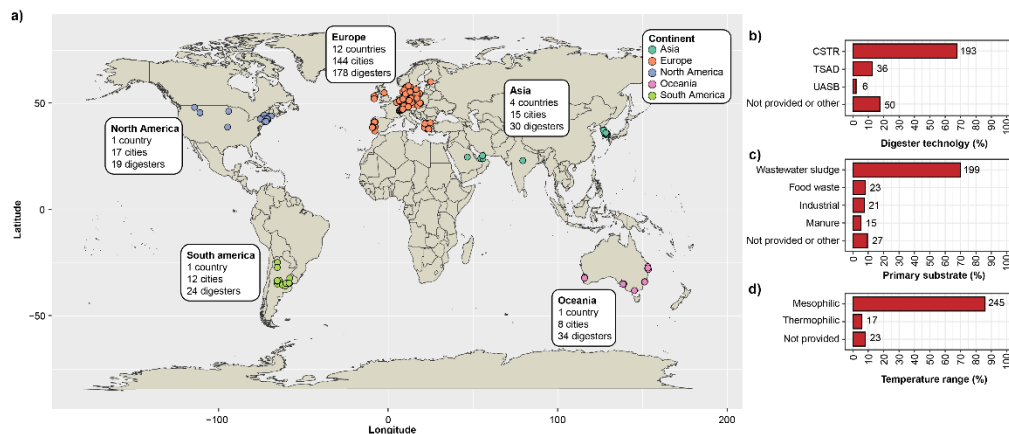 a)
Europe
12 countries
144 cities
178 digesters
Continent
Asia
Europe
North America
Oceania
South America
Asia
4 countries
15 cities
30 digesters
North America
1 country
17 cities
19 digesters
South america
1 country
12 cities
24 digesters
Oceania
1 country
8 cities
34 digestors
50
0
−50
Latitude
−100
0
100
200
Longitude
b)
CSTR
193
TSAD
36
UASB
6
Not provided or other
50
0
10
20
30
40
50
60
70
80
90
100
Digester technolgy (%)
c)
Wastewater sludge
199
Food waste
23
Industrial
21
Manure
15
Not provided or other
27
0
10
20
30
40
50
60
70
80
90
100
Primary substrate (%)
d)
Mesophilic
245
Thermophilic
17
Not provided
23
0
10
20
30
40
50
60
70
80
90
100
Temperature range (%)